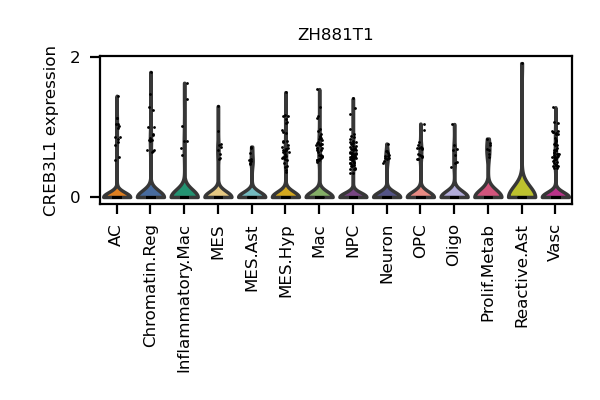 ZH881T1
CREB3L1 expression
2
0
AC
Chromatin.Reg
Inflammatory.Mac
MES
MES.Ast
MES.Hyp
Mac
NPC
Neuron
OPC
Oligo
Prolif.Metab
Reactive.Ast
Vasc